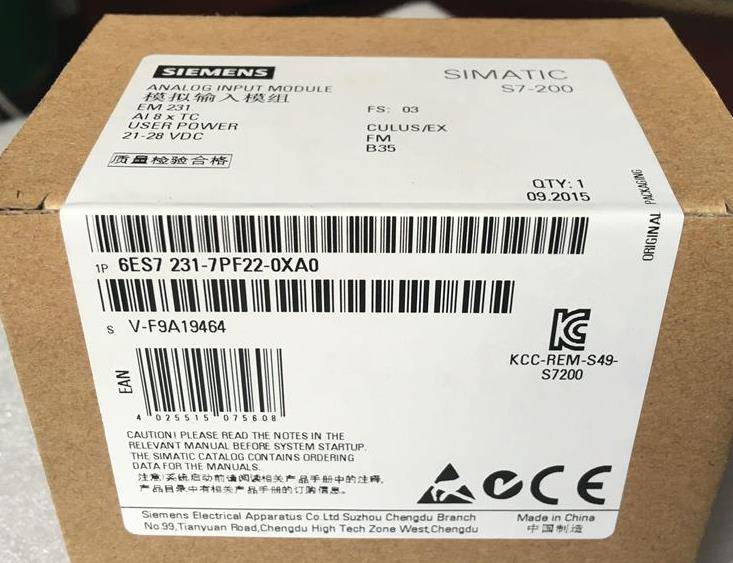 SIEMENS
SIMATIC
S7-200
ANALOG INPUT MODULE
模拟输入模组
EM 231
AI 8 x TC
USER POWER
21-28 VDC
FS: 03
CULUS/EX
FM
B35
质量检验合格
QTY: 1
09.2015
ORIGINAL PACKAGING
1P 6ES7 231-7PF22-0XA0
S V-F9A19464
KCC-REM-S49-
S7200
EAN
4 025515 075608
CAUTION! PLEASE READ THE NOTES IN THE
RELEVANT MANUAL BEFORE SYSTEM STARTUP.
THE SIMATIC CATALOG CONTAINS ORDERING
DATA FOR THE MANUALS.
注意!系统启动前请阅读相关产品手册中的注释,
产品目录中有相关产品手册的订购信息。
CE
Siemens Electrical Apparatus Co.Ltd.Suzhou Chengdu Branch
No.99,Tianyuan Road,Chengdu High Tech Zone West,Chengdu
Made in China
中国制造